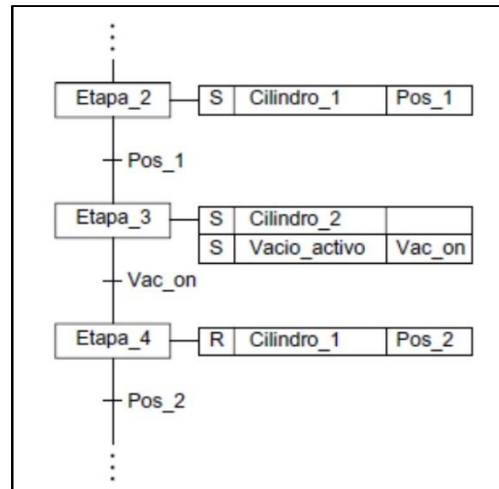 Etapa_2 S Cilindro_1 Pos_1
Pos_1
Etapa_3 S Cilindro_2
S Vacio_activo Vac_on
Vac_on
Etapa_4 R Cilindro_1 Pos_2
Pos_2